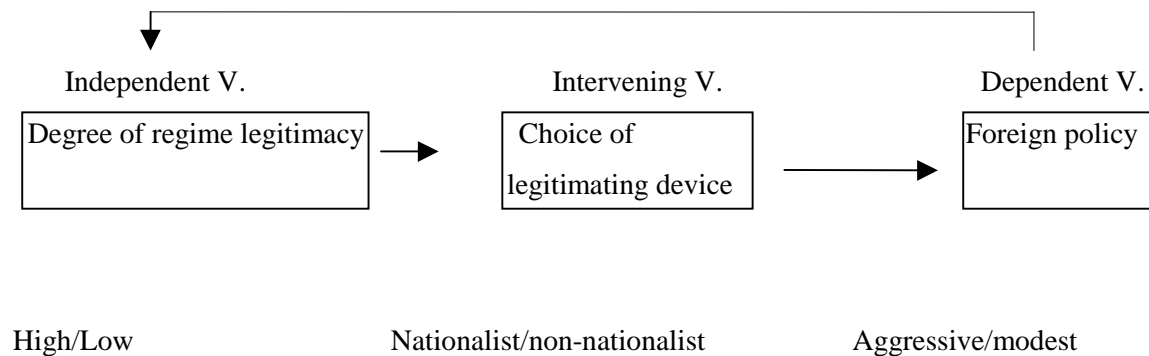 Independent V. Intervening V. Dependent V.
Degree of regime legitimacy Choice of Foreign policy
legitimating device
High/Low Nationalist/non-nationalist Aggressive/modest